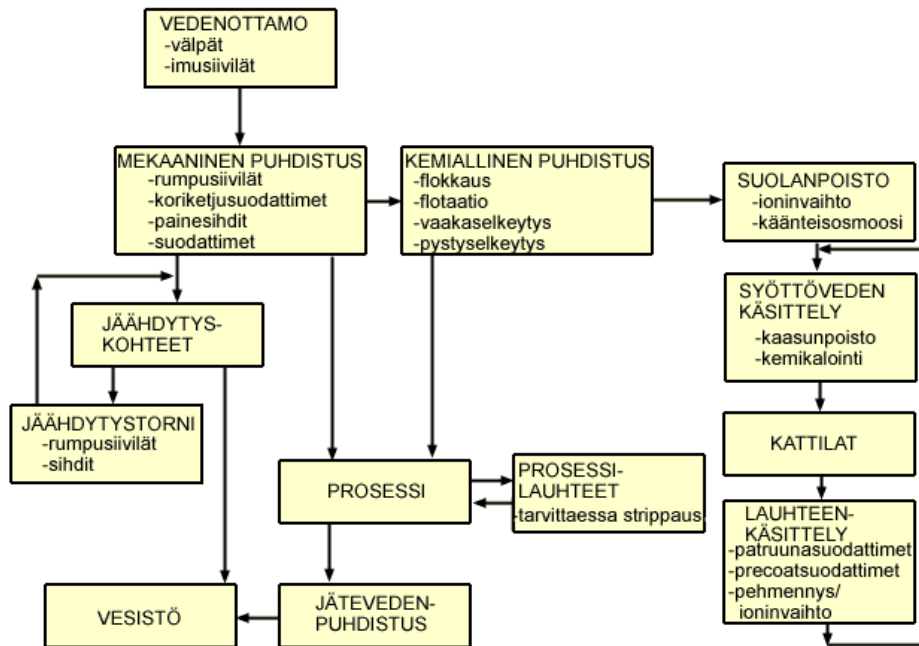 VEDENOTTAMO
-välpät
-imusiivilät
MEKAANINEN PUHDISTUS
-rumpusiivilät
-koriketjusuodattimet
-painesihdit
-suodattimet
KEMIALLINEN PUHDISTUS
-flokkaus
-flotaatio
-vaakaselkeytys
-pystyselkeytys
SUOLANPOISTO
-ioninvaihto
-käänteisosmoosi
SYÖTTÖVEDEN
KÄSITTELY
-kaasunpoisto
-kemikalointi
JÄÄHDYTYS-
KOHTEET
JÄÄHDYTYSTORNI
-rumpusiivilät
-sihdit
KATTILAT
PROSESSI
PROSESSI-
LAUHTEET
-tarvittaessa strippaus
LAUHTEEN-
KÄSITTELY
-patruunasuodattimet
-precoatsuodattimet
-pehmennys/
ioninvaihto
VESISTÖ
JÄTEVEDEN-
PUHDISTUS